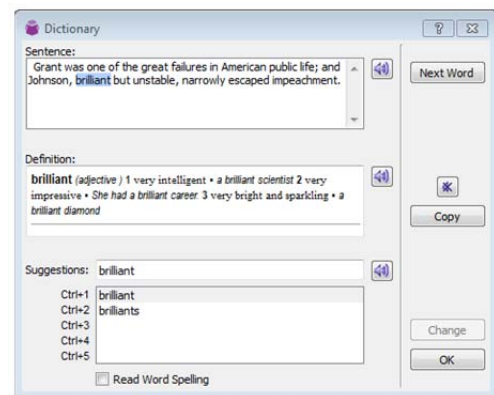 Dictionary
Sentence:
Grant was one of the great failures in American public life; and
Johnson, brilliant but unstable, narrowly escaped impeachment.
Next Word
Definition:
brilliant (adjective ) 1 very intelligent • a brilliant scientist 2 very
impressive • She had a brilliant career. 3 very bright and sparkling • a
brilliant diamond
Copy
Suggestions: brilliant
Ctrl+1 brilliant
Ctrl+2 brilliants
Ctrl+3
Ctrl+4
Ctrl+5
Change
OK
Read Word Spelling